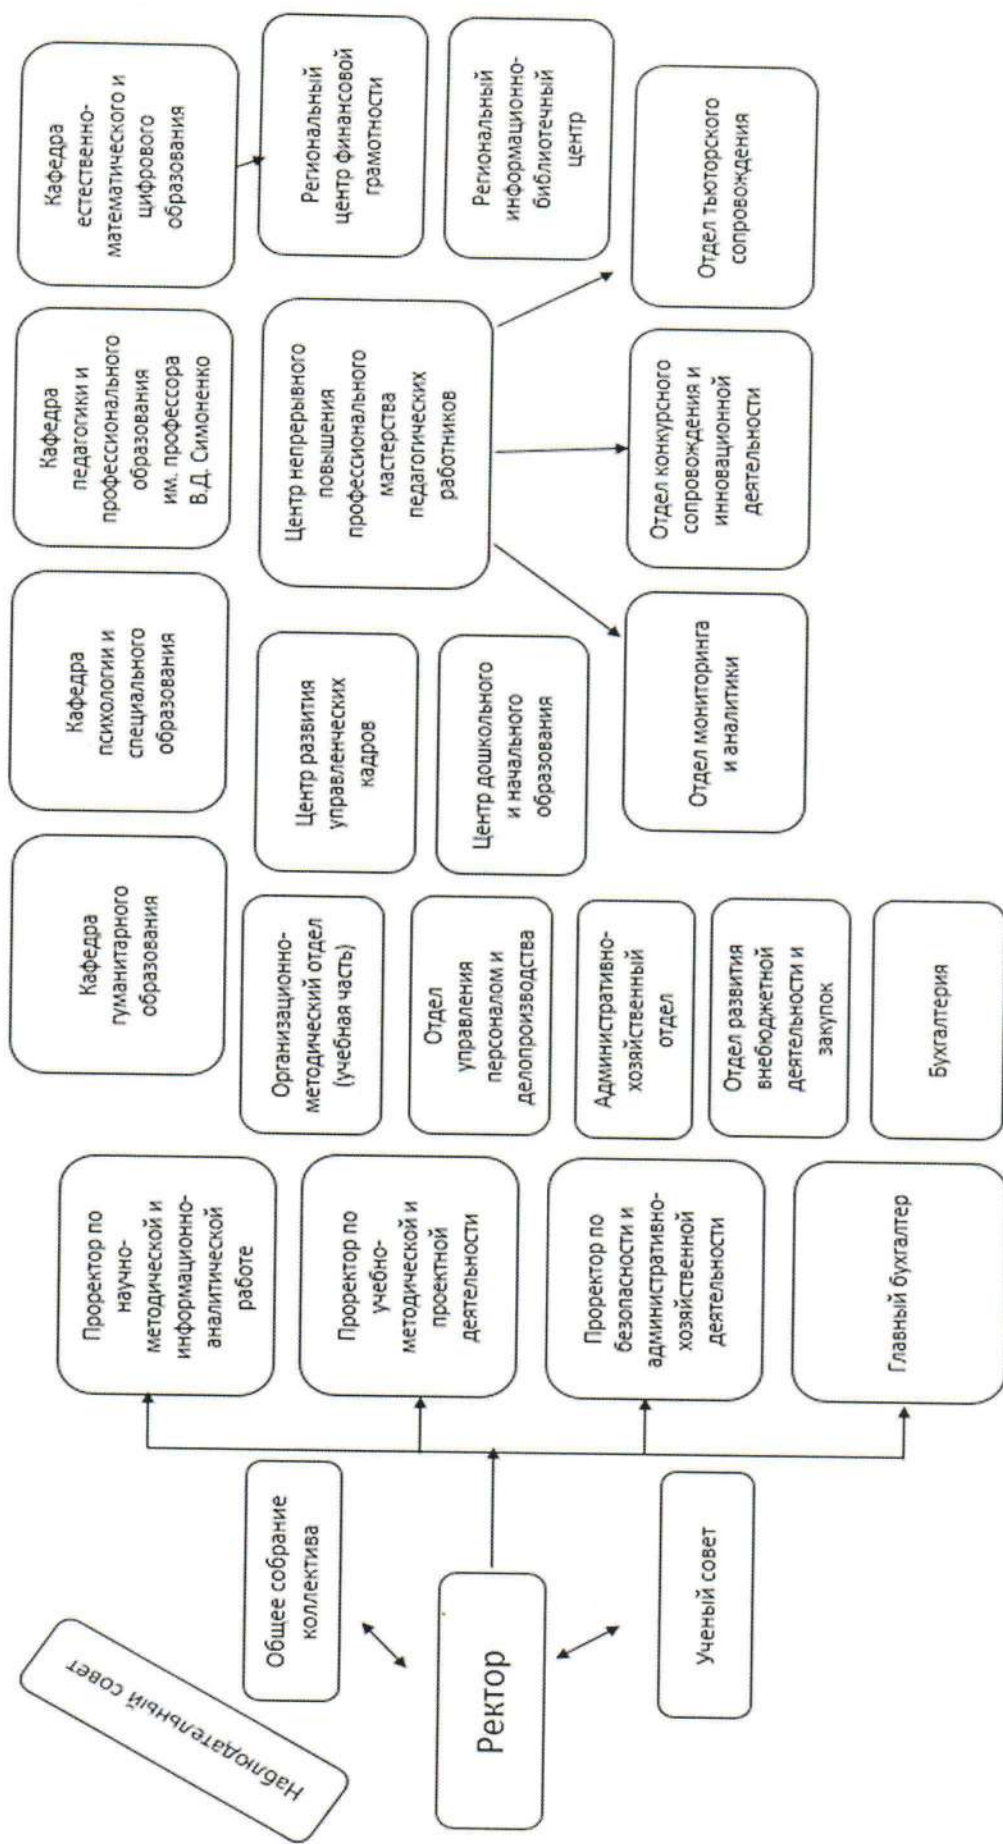 Наблюдательный совет
Общее собрание
коллектива
Ректор
Ученый совет
Проректор по
научно-
методической и
информационно-
аналитической
работе
Проректор по
учебно-
методической и
проектной
деятельности
Проректор по
безопасности и
административно-
хозяйственной
деятельности
Главный бухгалтер
Кафедра
гуманитарного
образования
Кафедра
психологии и
специального
образования
Кафедра
педагогики и
профессионального
образования
им. профессора
В.Д. Симоненко
Кафедра
естественно-
математического и
цифрового
образования
Организационно-
методический отдел
(учебная часть)
Отдел
управления
персоналом и
делопроизводства
Административно-
хозяйственный
отдел
Отдел развития
внебюджетной
деятельности и
закупок
Бухгалтерия
Центр развития
управленческих
кадров
Центр дошкольного
и начального
образования
Центр непрерывного
повышения
профессионального
мастерства
педагогических
работников
Региональный
центр финансовой
грамотности
Региональный
информационно-
библиотечный
центр
Отдел мониторинга
и аналитики
Отдел конкурсного
сопровождения и
инновационной
деятельности
Отдел тьюторского
сопровождения